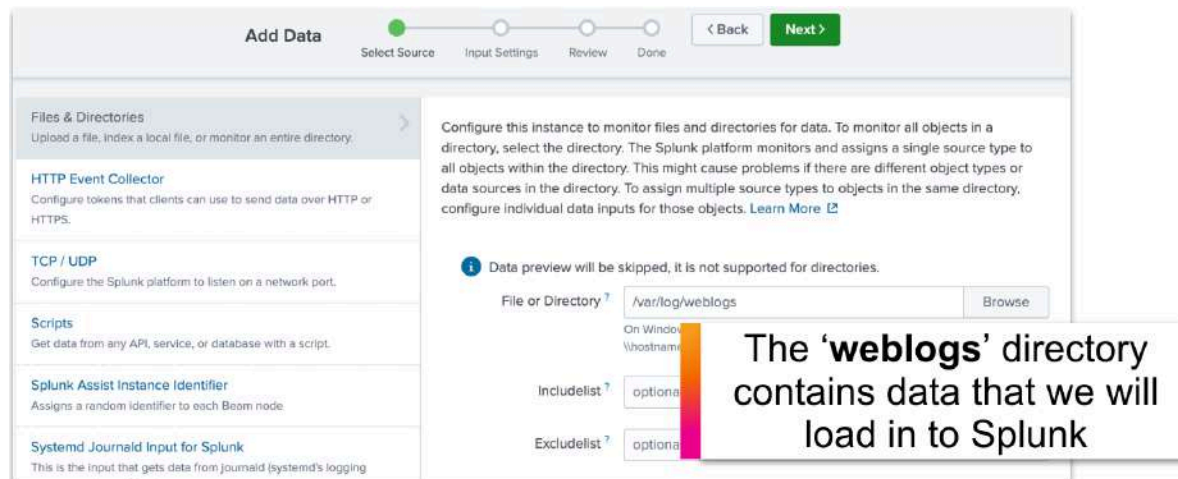 Add Data
Select Source
Input Settings
Review
Done
< Back
Next >
Files & Directories
Upload a file, index a local file, or monitor an entire directory.
HTTP Event Collector
Configure tokens that clients can use to send data over HTTP or
HTTPS.
TCP / UDP
Configure the Splunk platform to listen on a network port.
Scripts
Get data from any API, service, or database with a script.
Splunk Assist Instance Identifier
Assigns a random identifier to each Beam node
Systemd Journald Input for Splunk
This is the input that gets data from journald (systemd's logging
Configure this instance to monitor files and directories for data. To monitor all objects in a
directory, select the directory. The Splunk platform monitors and assigns a single source type to
all objects within the directory. This might cause problems if there are different object types or
data sources in the directory. To assign multiple source types to objects in the same directory,
configure individual data inputs for those objects. Learn More
Data preview will be skipped, it is not supported for directories.
File or Directory ?
/var/log/weblogs
Browse
On
\\hostname
Includelist ?
Excludelist ?
The ‘weblogs’ directory
contains data that we will
load in to Splunk